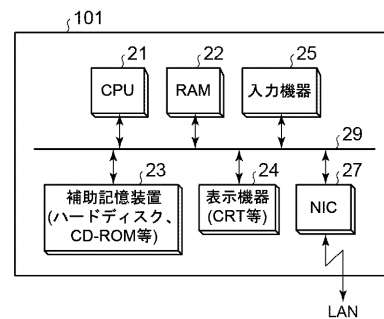 101
21
22
25
CPU
RAM
入力機器
29
23
24
27
補助記憶装置
(ハードディスク、
CD-ROM等)
表示機器
(CRT等)
NIC
LAN